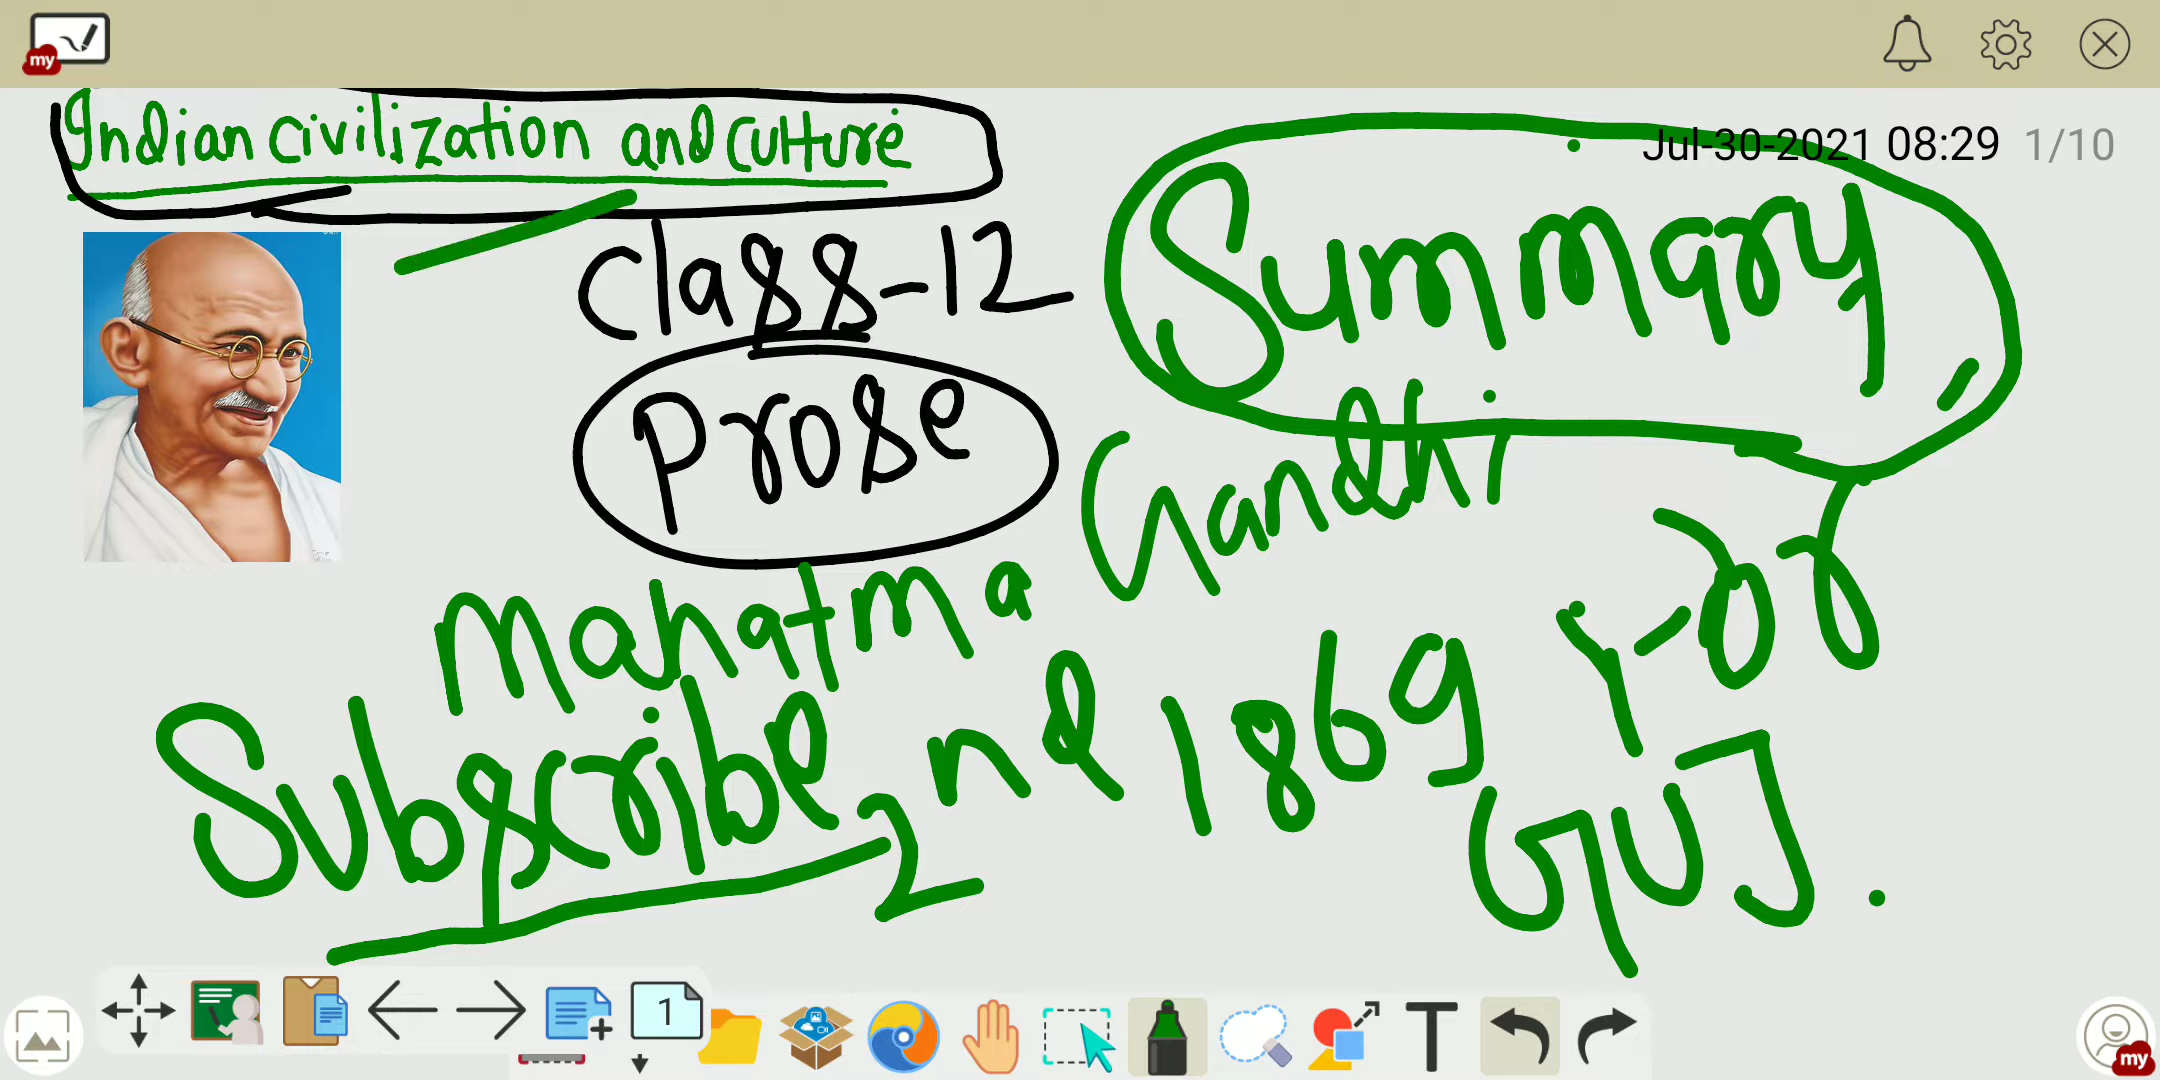 my
Indian civilization and culture
Jul-30-2021 08:29 1/10
Summary
Class-12
Prose
Mahatma Gandhi
Subscribe
2nd 1869
GUJ.
1
T
my